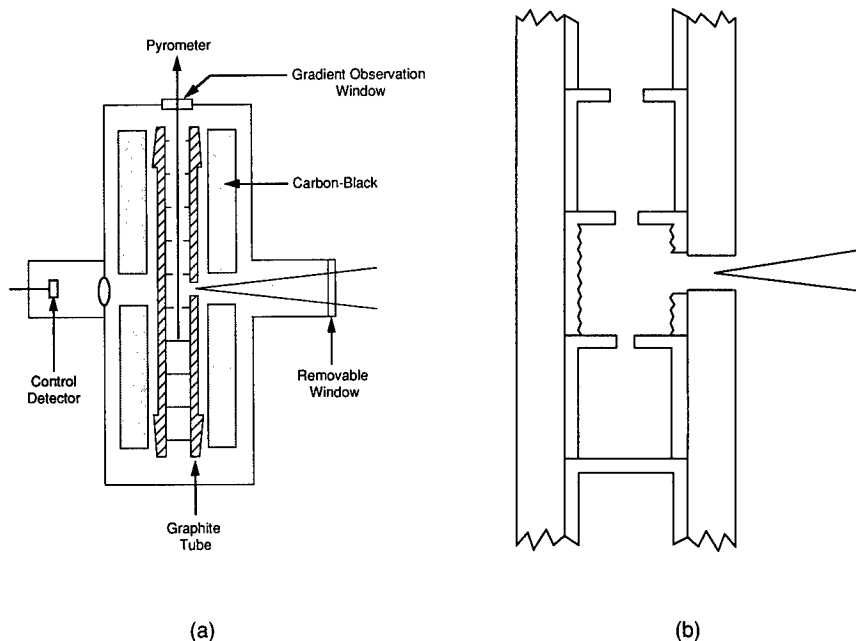 Pyrometer
Gradient Observation
Window
Carbon-Black
Control
Detector
Removable
Window
Graphite
Tube
(a)
(b)